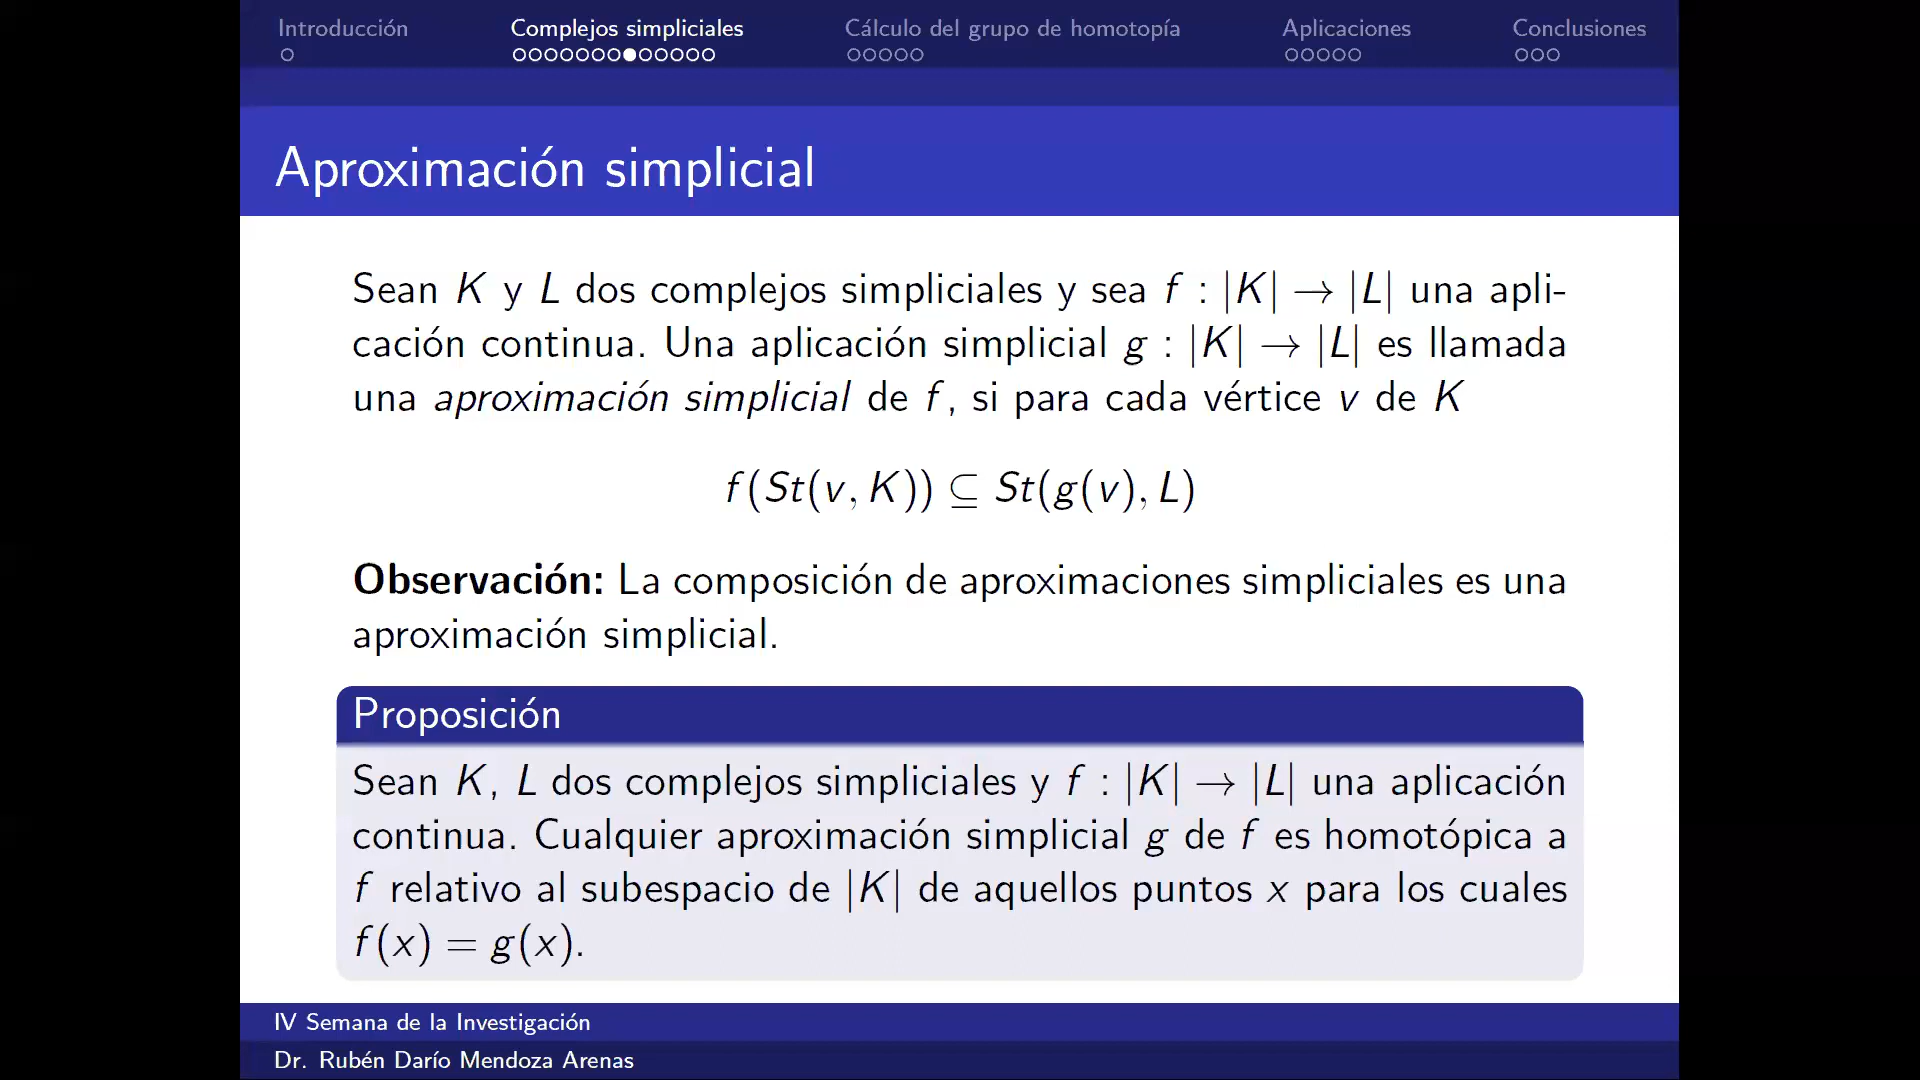 Introducción Complejos simpliciales Cálculo del grupo de homotopía Aplicaciones Conclusiones
Aproximación simplicial
Sean K y L dos complejos simpliciales y sea f : |K| → |L| una apli-
cación continua. Una aplicación simplicial g : |K| → |L| es llamada
una aproximación simplicial de f, si para cada vértice v de K
f(St(v, K)) ⊆ St(g(v), L)
Observación: La composición de aproximaciones simpliciales es una
aproximación simplicial.
Proposición
Sean K, L dos complejos simpliciales y f : |K| → |L| una aplicación
continua. Cualquier aproximación simplicial g de f es homotópica a
f relativo al subespacio de |K| de aquellos puntos x para los cuales
f(x) = g(x).
IV Semana de la Investigación
Dr. Rubén Darío Mendoza Arenas